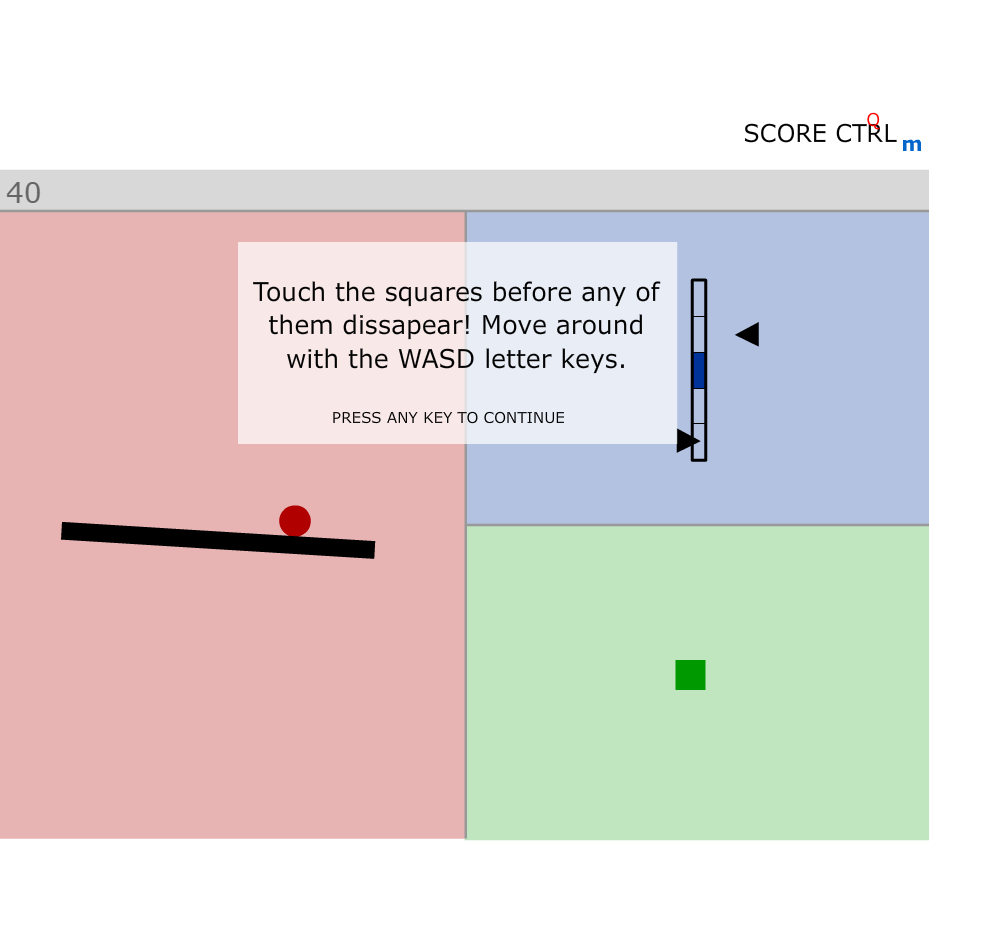 Q
SCORE CTRL
m
40
Touch the squares before any of
them dissapear! Move around
with the WASD letter keys.
PRESS ANY KEY TO CONTINUE